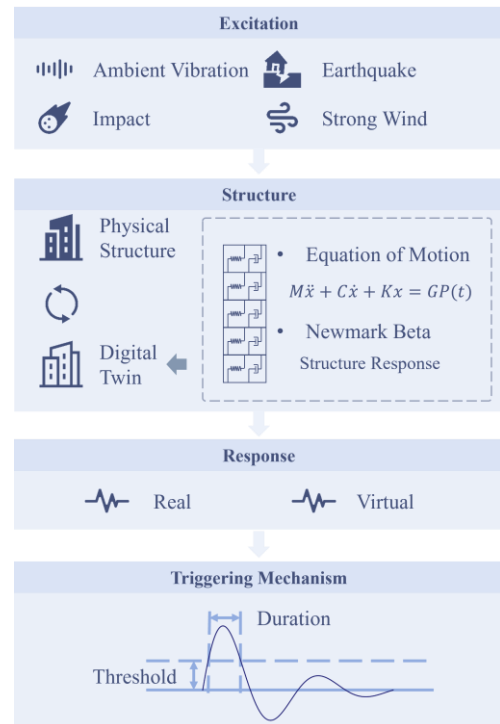 Excitation
Ambient Vibration
Earthquake
Impact
Strong Wind
Structure
Physical
Structure
• Equation of Motion
Mẍ + Cẋ + Kx = GP(t)
• Newmark Beta
Structure Response
Digital
Twin
Response
Real
Virtual
Triggering Mechanism
Duration
Threshold